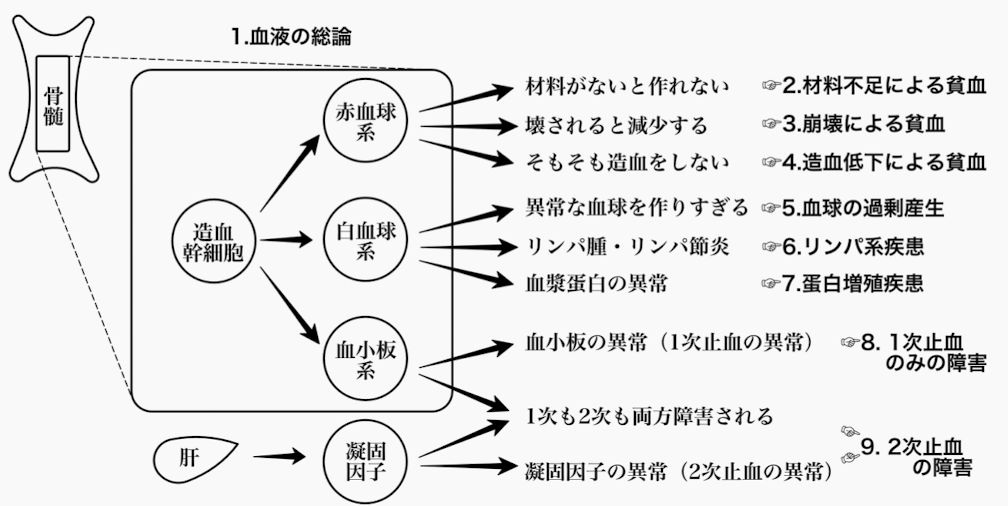 1.血液の総論
骨
髄
造血
幹細胞
赤血球
系
材料がないと作れない ☞2.材料不足による貧血
壊されると減少する ☞3.崩壊による貧血
そもそも造血をしない ☞4.造血低下による貧血
白血球
系
異常な血球を作りすぎる ☞5.血球の過剰産生
リンパ腫・リンパ節炎 ☞6.リンパ系疾患
血漿蛋白の異常 ☞7.蛋白増殖疾患
血小板
系
血小板の異常（1次止血の異常） ☞8. 1次止血
のみの障害
1次も2次も両方障害される
肝
凝固
因子
凝固因子の異常（2次止血の異常）
☞
☞9. 2次止血
の障害